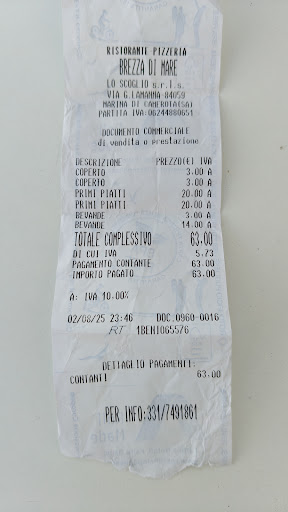 RISTORANTE PIZZERIA
BREZZA DI MARE
LO SCOGLIO s.r.l.s.
VIA G.LAMANNA-84059
MARINA DI CAMEROTA(SA)
PARTITA IVA:06244880651
DOCUMENTO COMMERCIALE
di vendita o prestazione
DESCRIZIONE PREZZO(E) IVA
COPERTO 3.00 A
COPERTO 3.00 A
PRIMI PIATTI 20.00 A
PRIMI PIATTI 20.00 A
BEVANDE 3.00 A
BEVANDE 14.00 A
TOTALE COMPLESSIVO 63.00
DI CUI IVA 5.73
PAGAMENTO CONTANTE 63.00
IMPORTO PAGATO 63.00
A: IVA 10.00%
02/08/25 23:46 DOC.0960-0016
RT 1BENI065576
DETTAGLIO PAGAMENTI:
CONTANTI 63.00
PER INFO:331/7491861